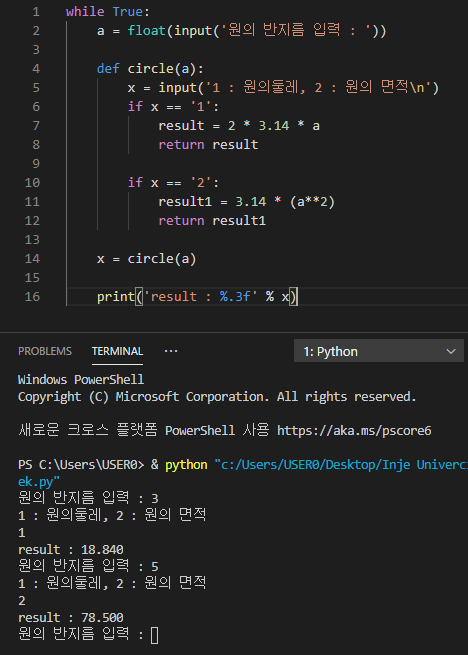 1 while True:
2 a = float(input('원의 반지름 입력 : '))
3
4 def circle(a):
5 x = input('1 : 원의둘레, 2 : 원의 면적\n')
6 if x == '1':
7 result = 2 * 3.14 * a
8 return result
9
10 if x == '2':
11 result1 = 3.14 * (a**2)
12 return result1
13
14 x = circle(a)
15
16 print('result : %.3f' % x)
PROBLEMS TERMINAL ··· 1: Python
Windows PowerShell
Copyright (C) Microsoft Corporation. All rights reserved.
새로운 크로스 플랫폼 PowerShell 사용 https://aka.ms/pscore6
PS C:\Users\USER0> & python "c:/Users/USER0/Desktop/Inje Univerci
ek.py"
원의 반지름 입력 : 3
1 : 원의둘레, 2 : 원의 면적
1
result : 18.840
원의 반지름 입력 : 5
1 : 원의둘레, 2 : 원의 면적
2
result : 78.500
원의 반지름 입력 :